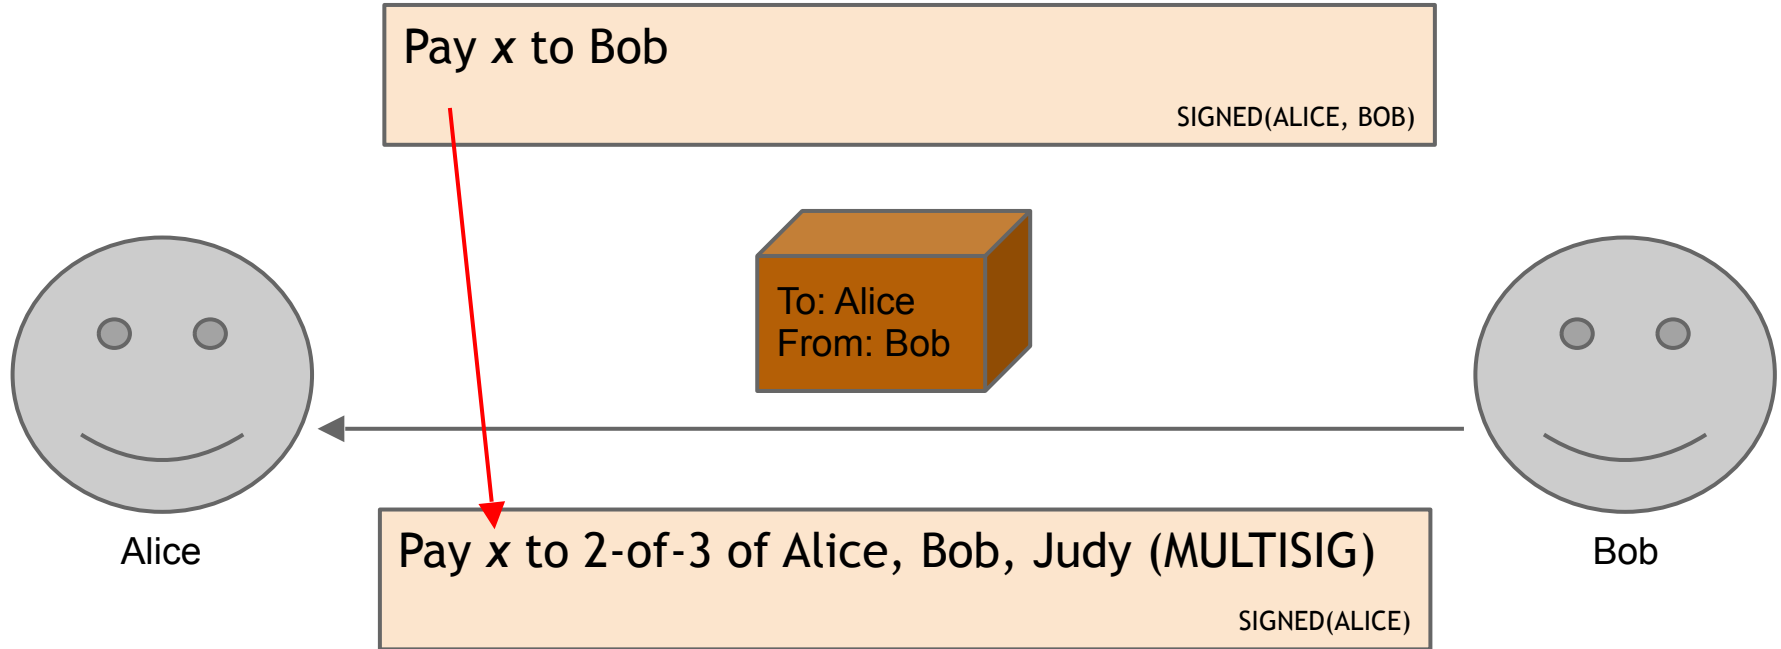 Pay x to Bob
SIGNED(ALICE, BOB)
To: Alice
From: Bob
Alice
Bob
Pay x to 2-of-3 of Alice, Bob, Judy (MULTISIG)
SIGNED(ALICE)